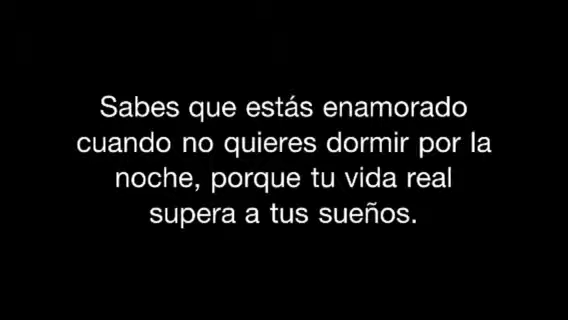 Sabes que estás enamorado
cuando no quieres dormir por la
noche, porque tu vida real
supera a tus sueños.